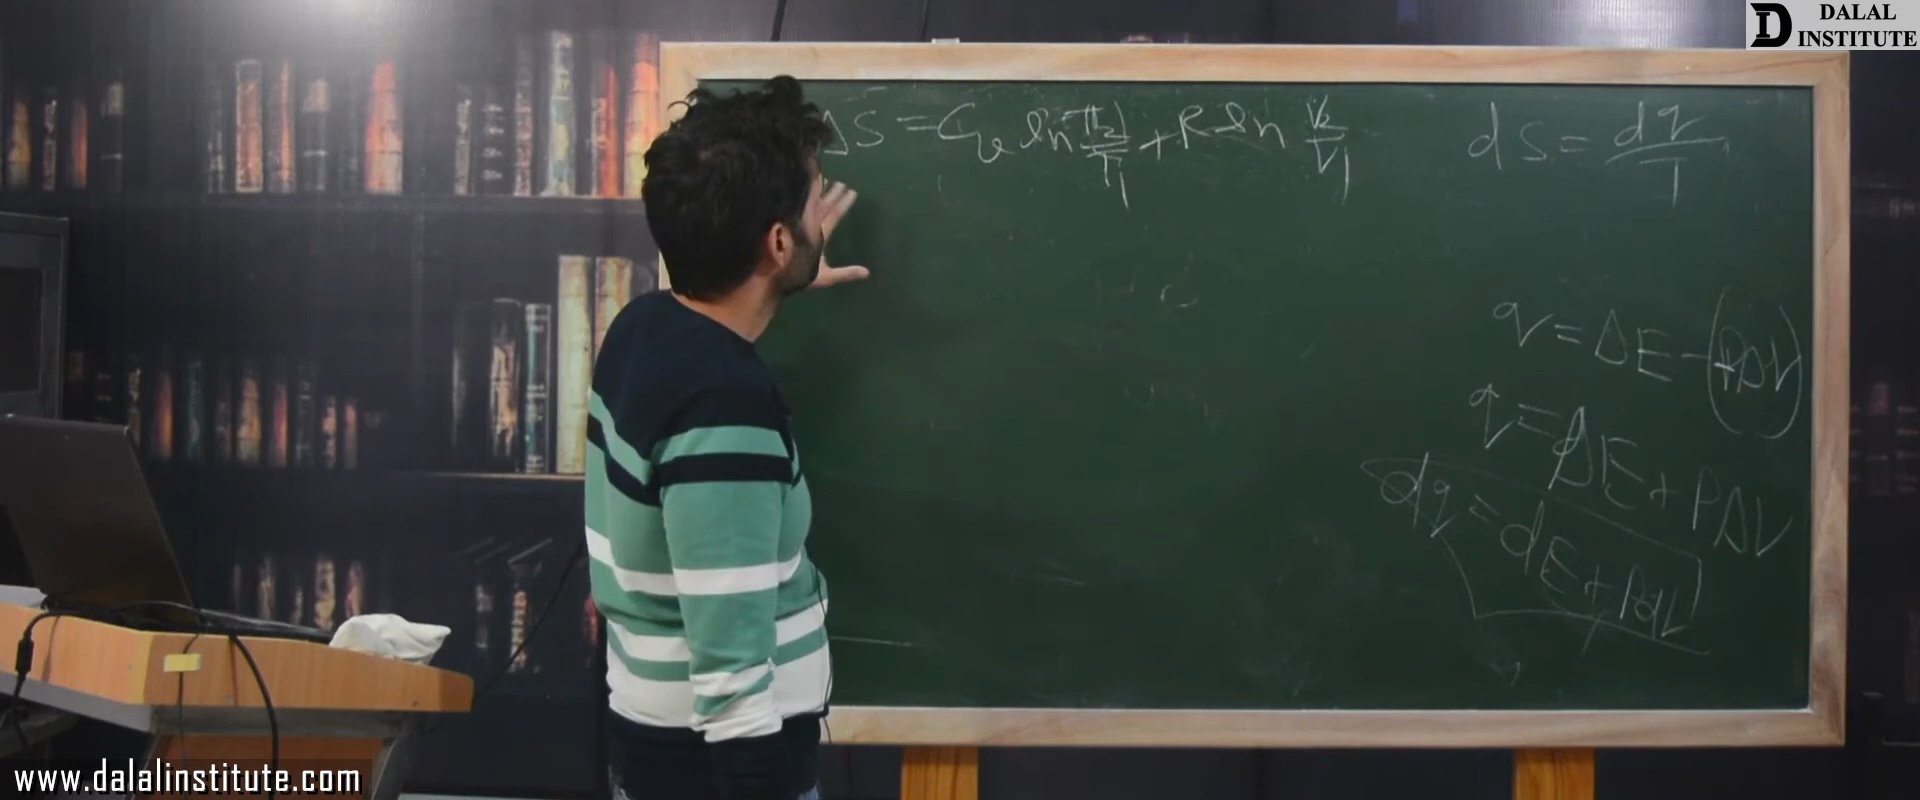 DALAL
INSTITUTE
ΔS = Cv ln T2/T1 + R ln V2/V1
dS = dq/T
q = ΔE - (-PΔV)
q = ΔE + PΔV
dq = dE + PdV
www.dalalinstitute.com